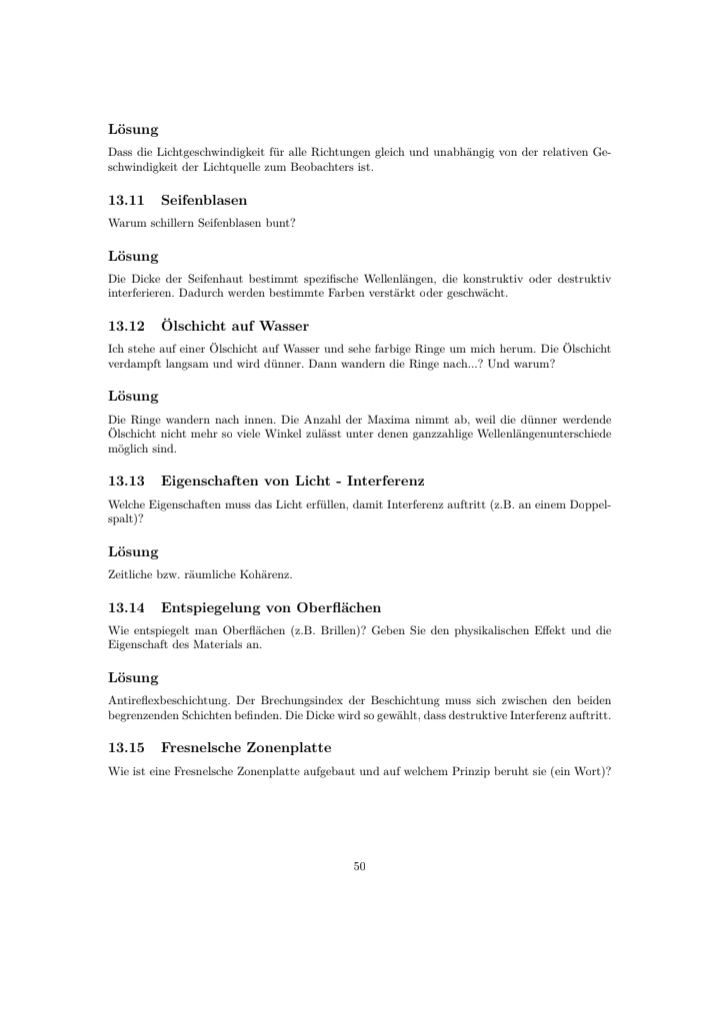 Lösung
Dass die Lichtgeschwindigkeit für alle Richtungen gleich und unabhängig von der relativen Ge-
schwindigkeit der Lichtquelle zum Beobachters ist.
13.11 Seifenblasen
Warum schillern Seifenblasen bunt?
Lösung
Die Dicke der Seifenhaut bestimmt spezifische Wellenlängen, die konstruktiv oder destruktiv
interferieren. Dadurch werden bestimmte Farben verstärkt oder geschwächt.
13.12 Ölschicht auf Wasser
Ich stehe auf einer Ölschicht auf Wasser und sehe farbige Ringe um mich herum. Die Ölschicht
verdampft langsam und wird dünner. Dann wandern die Ringe nach...? Und warum?
Lösung
Die Ringe wandern nach innen. Die Anzahl der Maxima nimmt ab, weil die dünner werdende
Ölschicht nicht mehr so viele Winkel zulässt unter denen ganzzahlige Wellenlängenunterschiede
möglich sind.
13.13 Eigenschaften von Licht - Interferenz
Welche Eigenschaften muss das Licht erfüllen, damit Interferenz auftritt (z.B. an einem Doppel-
spalt)?
Lösung
Zeitliche bzw. räumliche Kohärenz.
13.14 Entspiegelung von Oberflächen
Wie entspiegelt man Oberflächen (z.B. Brillen)? Geben Sie den physikalischen Effekt und die
Eigenschaft des Materials an.
Lösung
Antireflexbeschichtung. Der Brechungsindex der Beschichtung muss sich zwischen den beiden
begrenzenden Schichten befinden. Die Dicke wird so gewählt, dass destruktive Interferenz auftritt.
13.15 Fresnelsche Zonenplatte
Wie ist eine Fresnelsche Zonenplatte aufgebaut und auf welchem Prinzip beruht sie (ein Wort)?
50